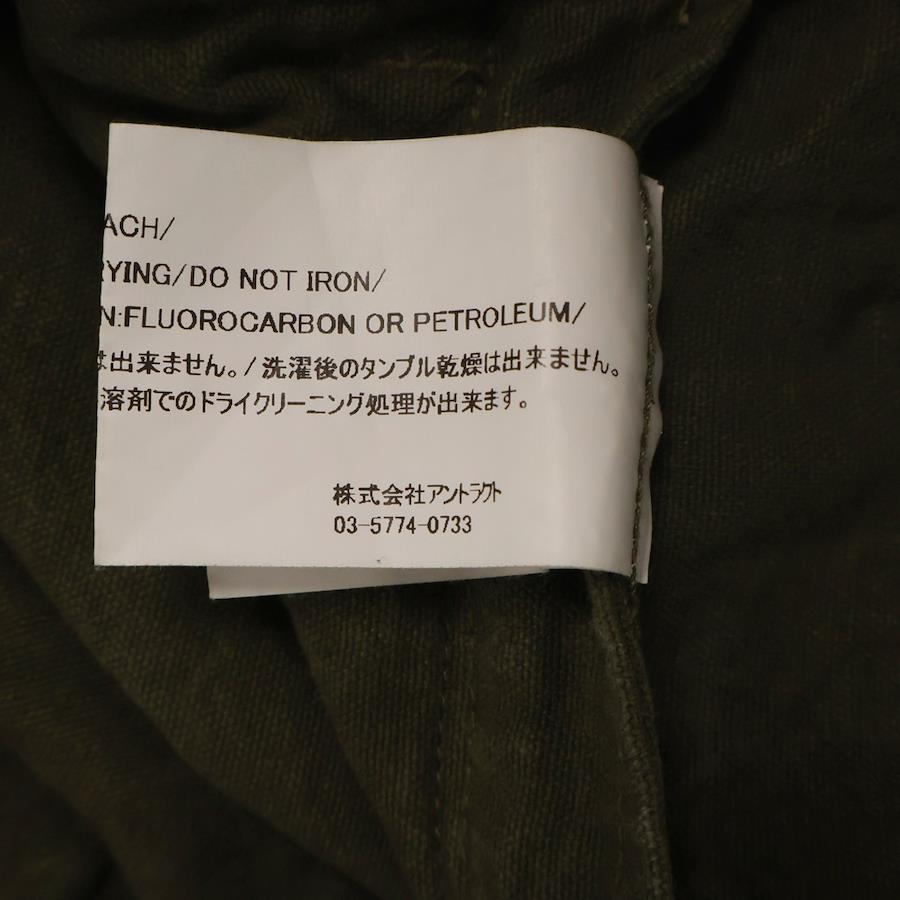 ACH/
YING/DO NOT IRON/
N:FLUOROCARBON OR PETROLEUM/
は出来ません。/洗濯後のタンブル乾燥は出来ません。
溶剤でのドライクリーニング処理が出来ます。
株式会社アントラクト
03-5774-0733